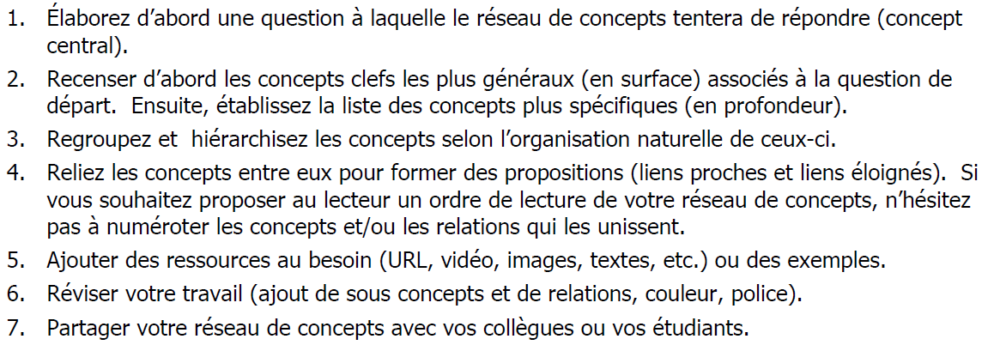 1. Élaborez d’abord une question à laquelle le réseau de concepts tentera de répondre (concept
central).
2. Recenser d’abord les concepts clefs les plus généraux (en surface) associés à la question de
départ.  Ensuite, établissez la liste des concepts plus spécifiques (en profondeur).
3. Regroupez et  hiérarchisez les concepts selon l’organisation naturelle de ceux-ci.
4. Reliez les concepts entre eux pour former des propositions (liens proches et liens éloignés).  Si
vous souhaitez proposer au lecteur un ordre de lecture de votre réseau de concepts, n’hésitez
pas à numéroter les concepts et/ou les relations qui les unissent.
5. Ajouter des ressources au besoin (URL, vidéo, images, textes, etc.) ou des exemples.
6. Réviser votre travail (ajout de sous concepts et de relations, couleur, police).
7. Partager votre réseau de concepts avec vos collègues ou vos étudiants.